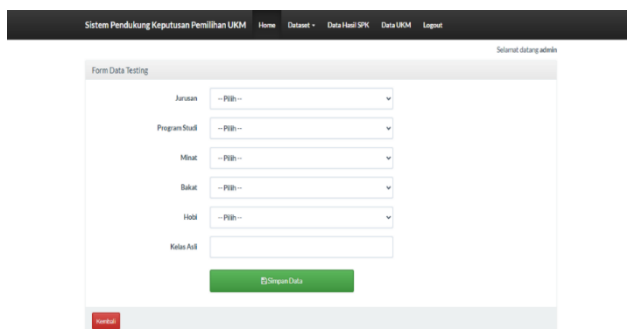 Sistem Pendukung Keputusan Pemilihan UKM Home Dataset Data Hasil SPK Data UKM Logout
Selamat datang admin
Form Data Testing
Jurusan -- Pilih --
Program Studi -- Pilih --
Minat -- Pilih --
Bakat -- Pilih --
Hobi -- Pilih --
Kelas Asli
Simpan Data
Kembali